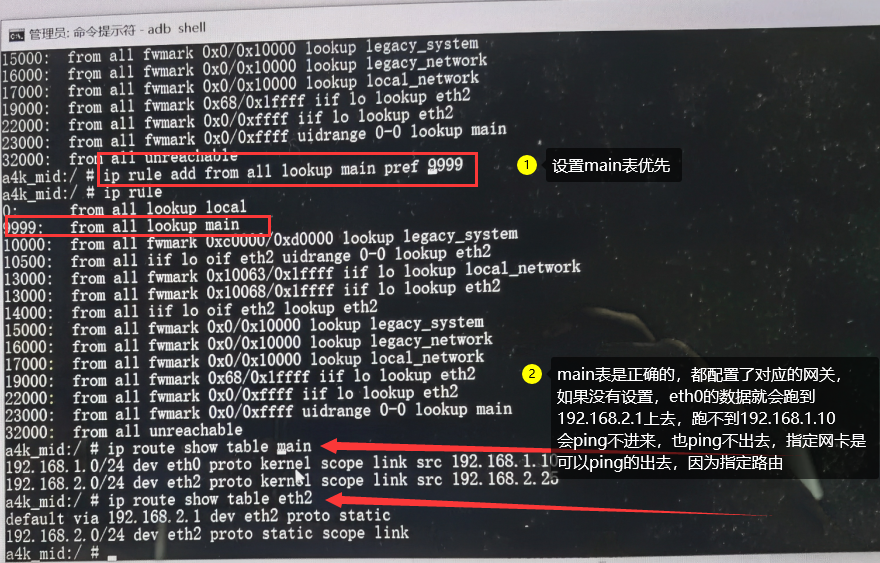 管理员: 命令提示符 - adb shell
15000: from all fwmark 0x0/0x10000 lookup legacy_system
16000: from all fwmark 0x0/0x10000 lookup legacy_network
17000: from all fwmark 0x0/0x10000 lookup local_network
19000: from all fwmark 0x68/0x1ffff iif lo lookup eth2
22000: from all fwmark 0x0/0xffff iif lo lookup eth2
23000: from all fwmark 0x0/0xffff uidrange 0-0 lookup main
32000: from all unreachable
a4k_mid:/ # ip rule add from all lookup main pref 9999
1 设置main表优先
a4k_mid:/ # ip rule
0: from all lookup local
9999: from all lookup main
10000: from all fwmark 0xc0000/0xd0000 lookup legacy_system
10500: from all iif lo oif eth2 uidrange 0-0 lookup eth2
13000: from all fwmark 0x10063/0x1ffff iif lo lookup local_network
13000: from all fwmark 0x10068/0x1ffff iif lo lookup eth2
14000: from all iif lo oif eth2 lookup eth2
15000: from all fwmark 0x0/0x10000 lookup legacy_system
16000: from all fwmark 0x0/0x10000 lookup legacy_network
17000: from all fwmark 0x0/0x10000 lookup local_network
19000: from all fwmark 0x68/0x1ffff iif lo lookup eth2
22000: from all fwmark 0x0/0xffff iif lo lookup eth2
23000: from all fwmark 0x0/0xffff uidrange 0-0 lookup main
32000: from all unreachable
2 main表是正确的，都配置了对应的网关，
如果没有设置，eth0的数据就会跑到
192.168.2.1上去，跑不到192.168.1.10
会ping不进来，也ping不出去，指定网卡是
可以ping的出去，因为指定路由
a4k_mid:/ # ip route show table main
192.168.1.0/24 dev eth0 proto kernel scope link src 192.168.1.10
192.168.2.0/24 dev eth2 proto kernel scope link src 192.168.2.25
a4k_mid:/ # ip route show table eth2
default via 192.168.2.1 dev eth2 proto static
192.168.2.0/24 dev eth2 proto static scope link
a4k_mid:/ #